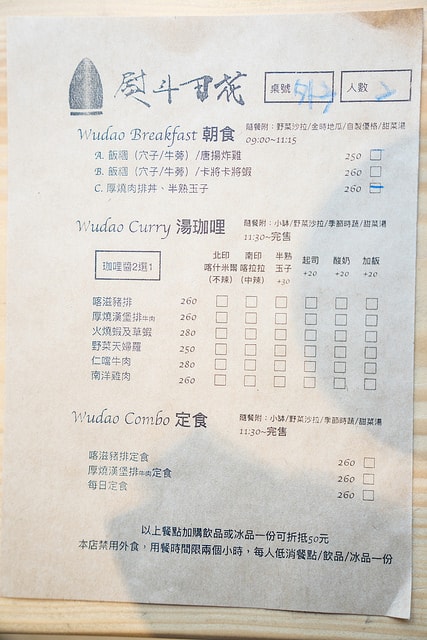 熨斗目花
桌號
人數 2
Wudao Breakfast 朝食
隨餐附：野菜沙拉/金時地瓜/自製優格/甜菜湯
09:00~11:15
A. 飯糰（穴子/牛蒡）/唐揚炸雞 250
B. 飯糰（穴子/牛蒡）/卡將卡將蝦 260
C. 厚燒肉排丼、半熟玉子 260
Wudao Curry 湯珈哩
隨餐附：小缽/野菜沙拉/季節時蔬/甜菜湯
11:30~完售
珈哩醬2選1
北印 喀什米爾 （不辣）
南印 喀拉拉 （中辣）
半熟 玉子 +30
起司 +20
酸奶 +20
加飯 +20
喀滋豬排 260
厚燒漢堡排牛肉 260
火燒蝦及草蝦 280
野菜天婦羅 250
仁噹牛肉 280
南洋雞肉 260
Wudao Combo 定食
隨餐附：小缽/野菜沙拉/季節時蔬/甜菜湯
11:30~完售
喀滋豬排定食 260
厚燒漢堡排牛肉定食 260
每日定食 260
以上餐點加購飲品或冰品一份可折抵50元
本店禁用外食，用餐時間限兩個小時，每人低消餐點/飲品/冰品一份